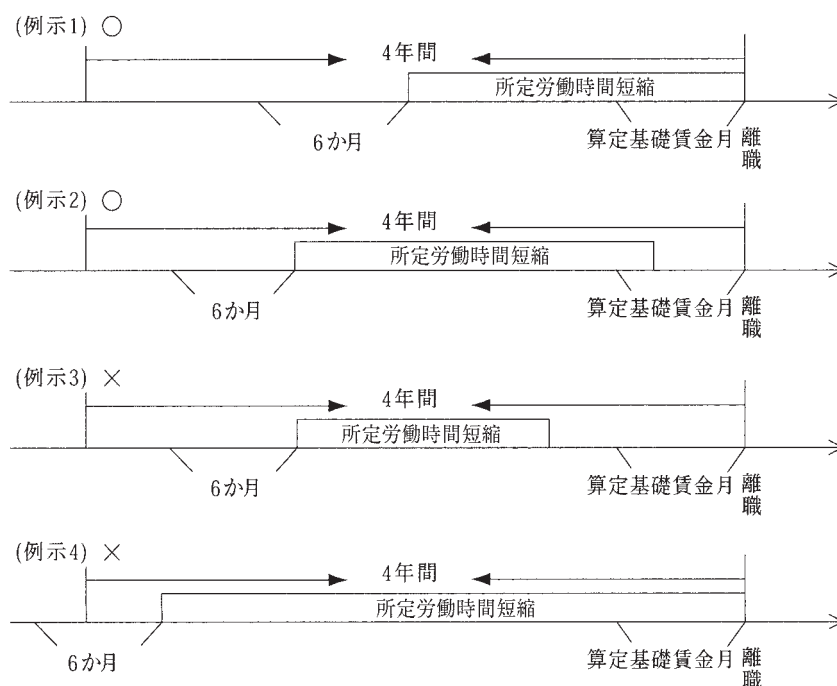 (例示1) ○
4年間
所定労働時間短縮
6か月
算定基礎賃金月
離職
(例示2) ○
4年間
所定労働時間短縮
6か月
算定基礎賃金月
離職
(例示3) ×
4年間
所定労働時間短縮
6か月
算定基礎賃金月
離職
(例示4) ×
4年間
所定労働時間短縮
6か月
算定基礎賃金月
離職